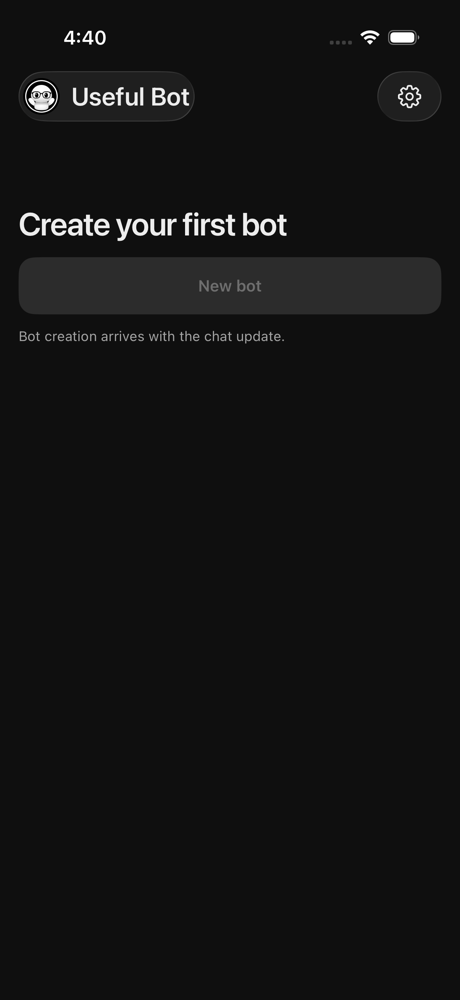 4:40
Useful Bot
Create your first bot
New bot
Bot creation arrives with the chat update.